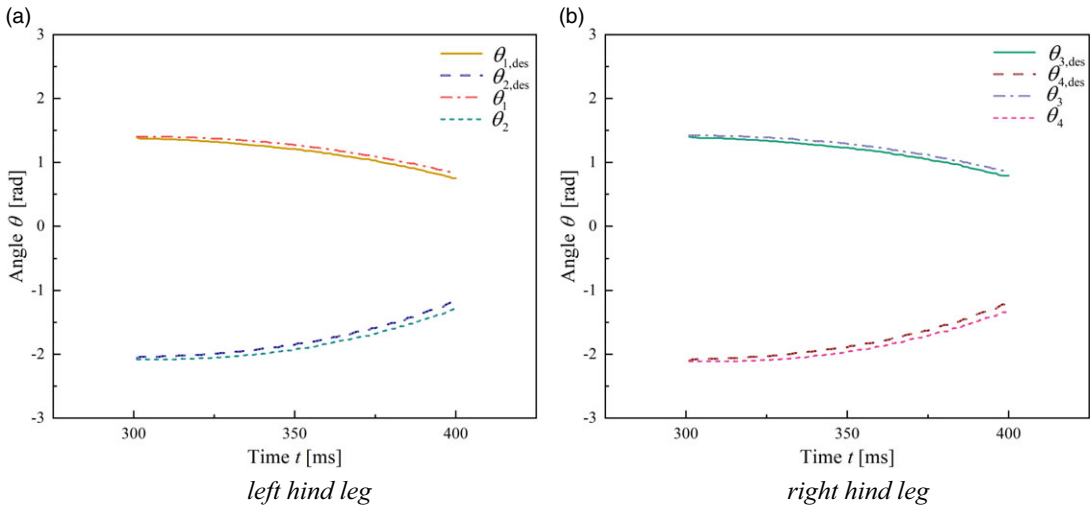 (a)
3
2
1
0
-1
-2
-3
Angle θ [rad]
300
350
400
Time t [ms]
θ1,des
θ2,des
θ1
θ2
left hind leg
(b)
3
2
1
0
-1
-2
-3
Angle θ [rad]
300
350
400
Time t [ms]
θ3,des
θ4,des
θ3
θ4
right hind leg